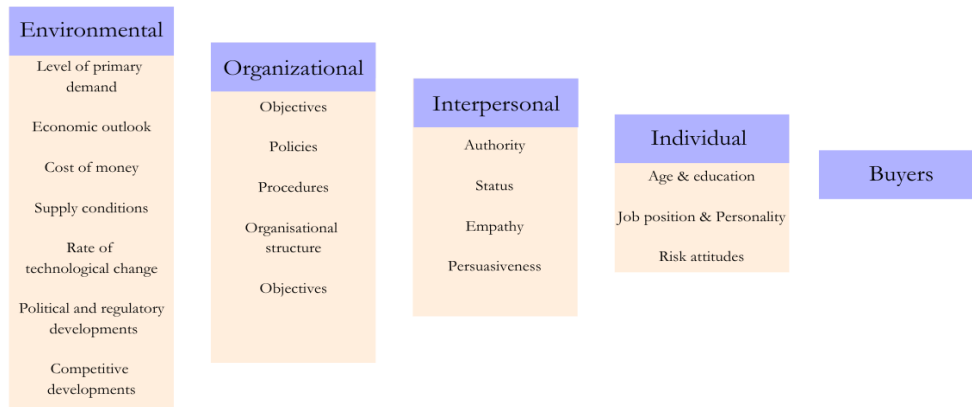 Environmental
Level of primary
demand
Economic outlook
Cost of money
Supply conditions
Rate of
technological change
Political and regulatory
developments
Competitive
developments
Organizational
Objectives
Policies
Procedures
Organisational
structure
Objectives
Interpersonal
Authority
Status
Empathy
Persuasiveness
Individual
Age & education
Job position & Personality
Risk attitudes
Buyers